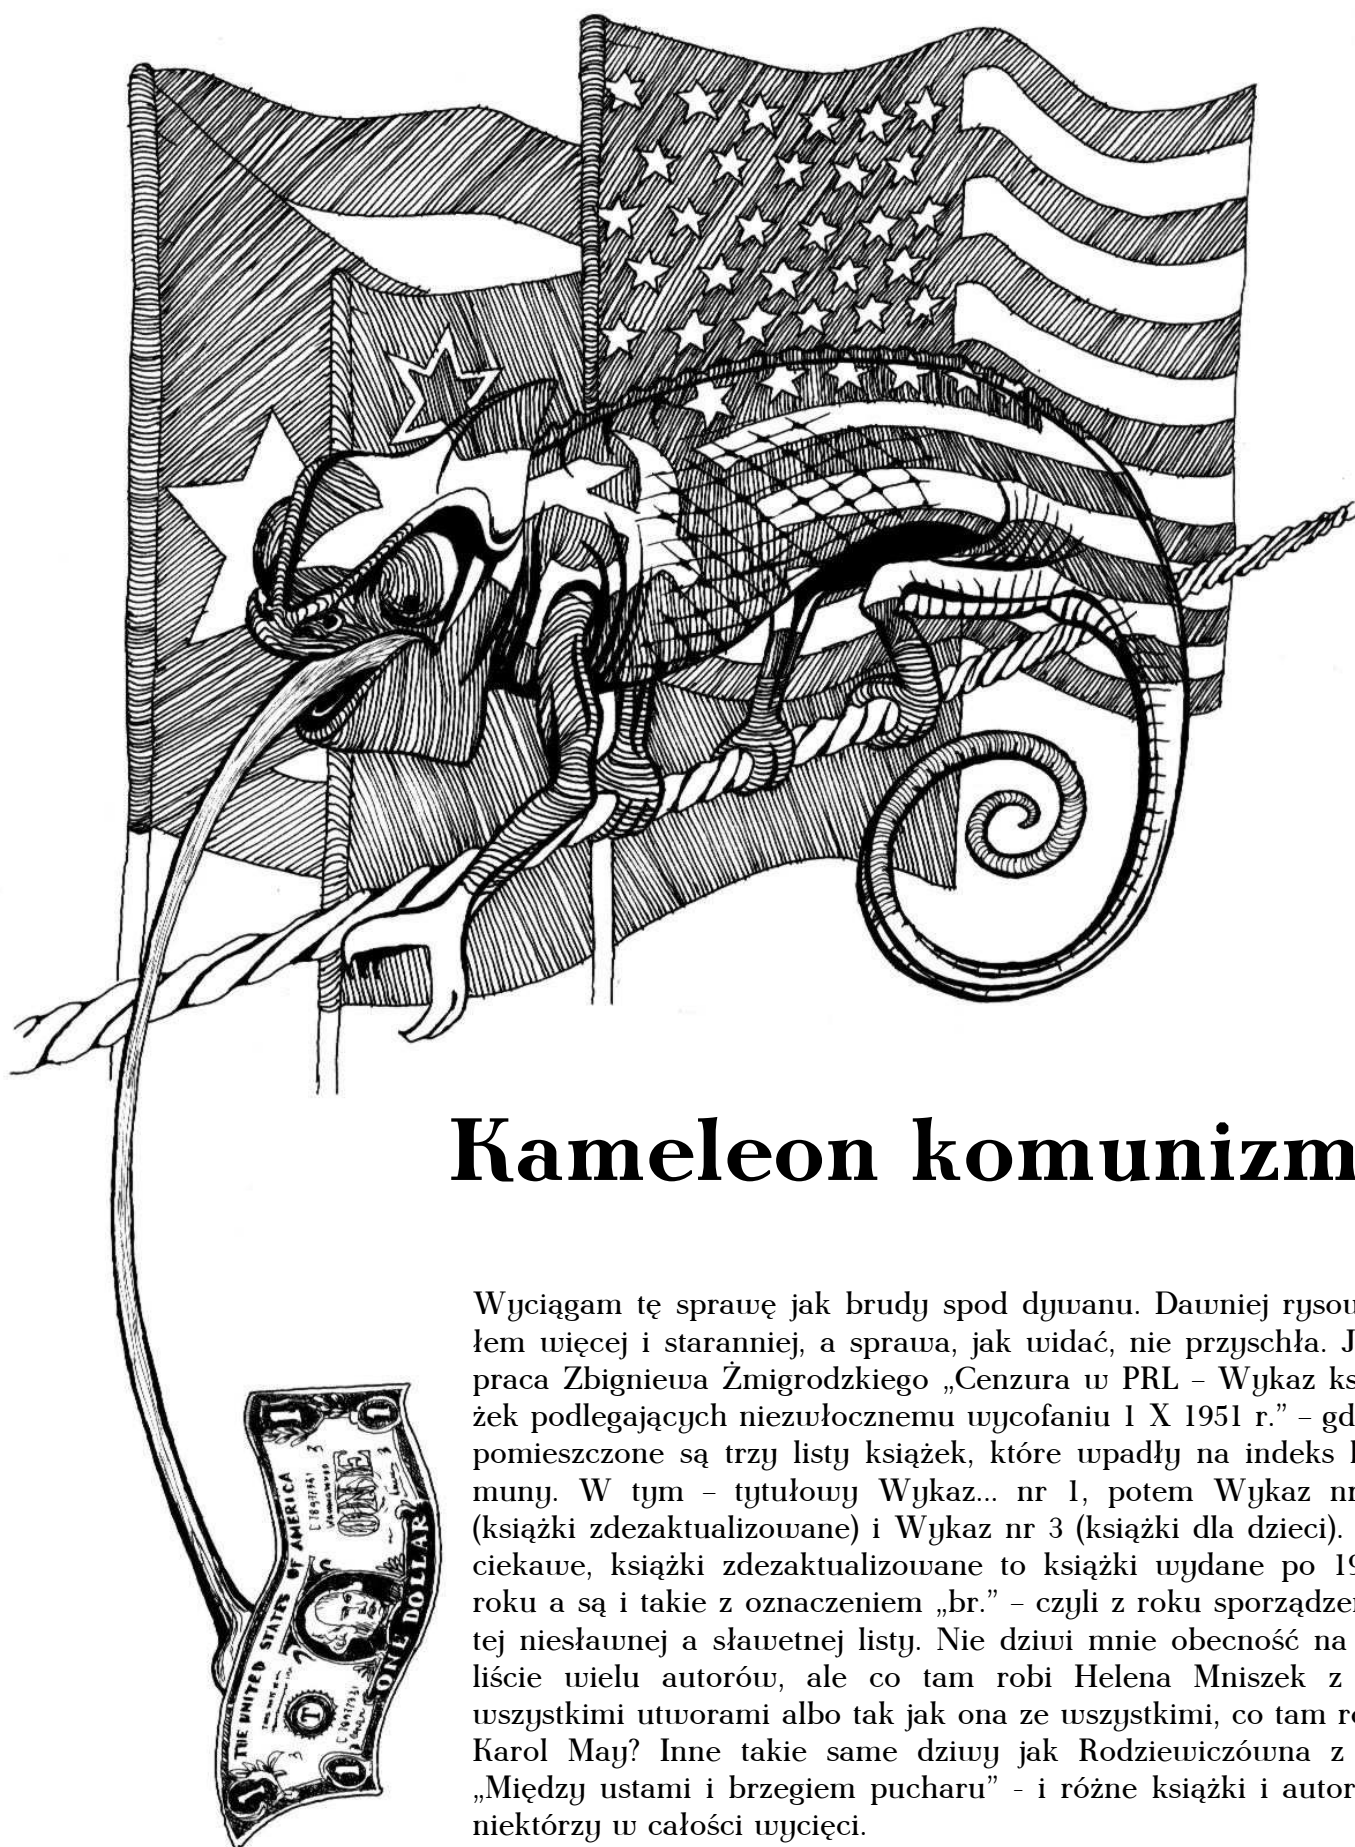 Kameleon komunizm
Wyciągam tę sprawę jak brudy spod dywanu. Dawniej rysow
łem więcej i staranniej, a sprawa, jak widać, nie przyschła. J
praca Zbigniewa Żmigrodzkiego „Cenzura w PRL – Wykaz ks
żek podlegających niezwłocznemu wycofaniu 1 X 1951 r.” – gd
pomieszczone są trzy listy książek, które wpadły na indeks k
muny. W tym – tytułowy Wykaz... nr 1, potem Wykaz nr
(książki zdezaktualizowane) i Wykaz nr 3 (książki dla dzieci).
ciekawe, książki zdezaktualizowane to książki wydane po 19
roku a są i takie z oznaczeniem „br.” – czyli z roku sporządzen
tej niesławnej a sławetnej listy. Nie dziwi mnie obecność na
liście wielu autorów, ale co tam robi Helena Mniszek z
wszystkimi utworami albo tak jak ona ze wszystkimi, co tam ro
Karol May? Inne takie same dziwy jak Rodziewiczówna z
„Między ustami i brzegiem pucharu” - i różne książki i autor
niektórzy w całości wycięci.
THE UNITED STATES OF AMERICA
ONE
ONE DOLLAR
1
1
1
1
T